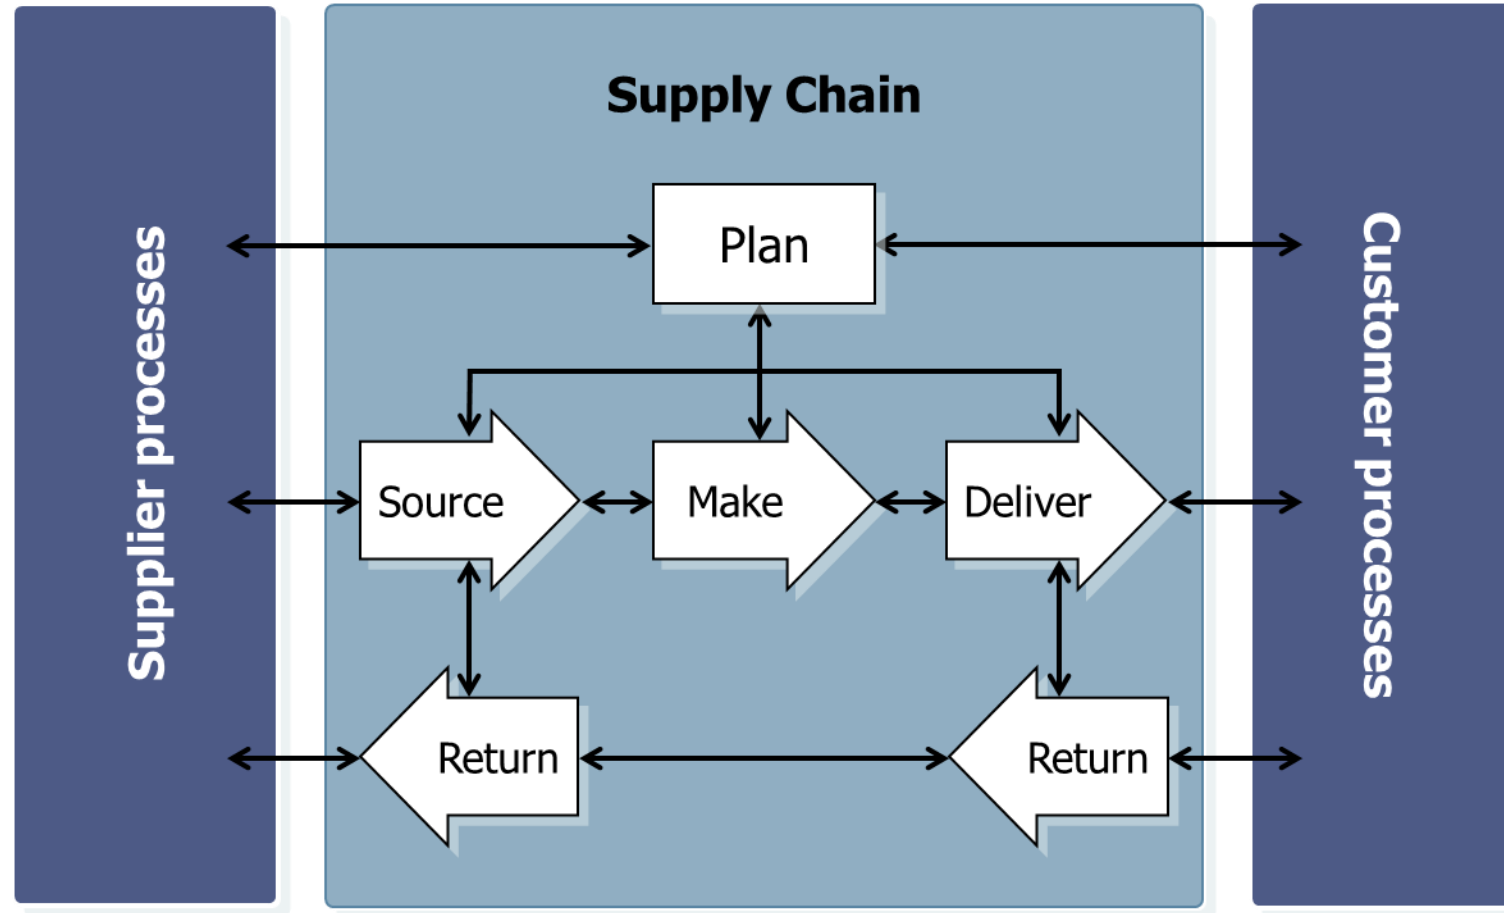 Supply Chain
Supplier processes
Plan
Customer processes
Source
Make
Deliver
Return
Return